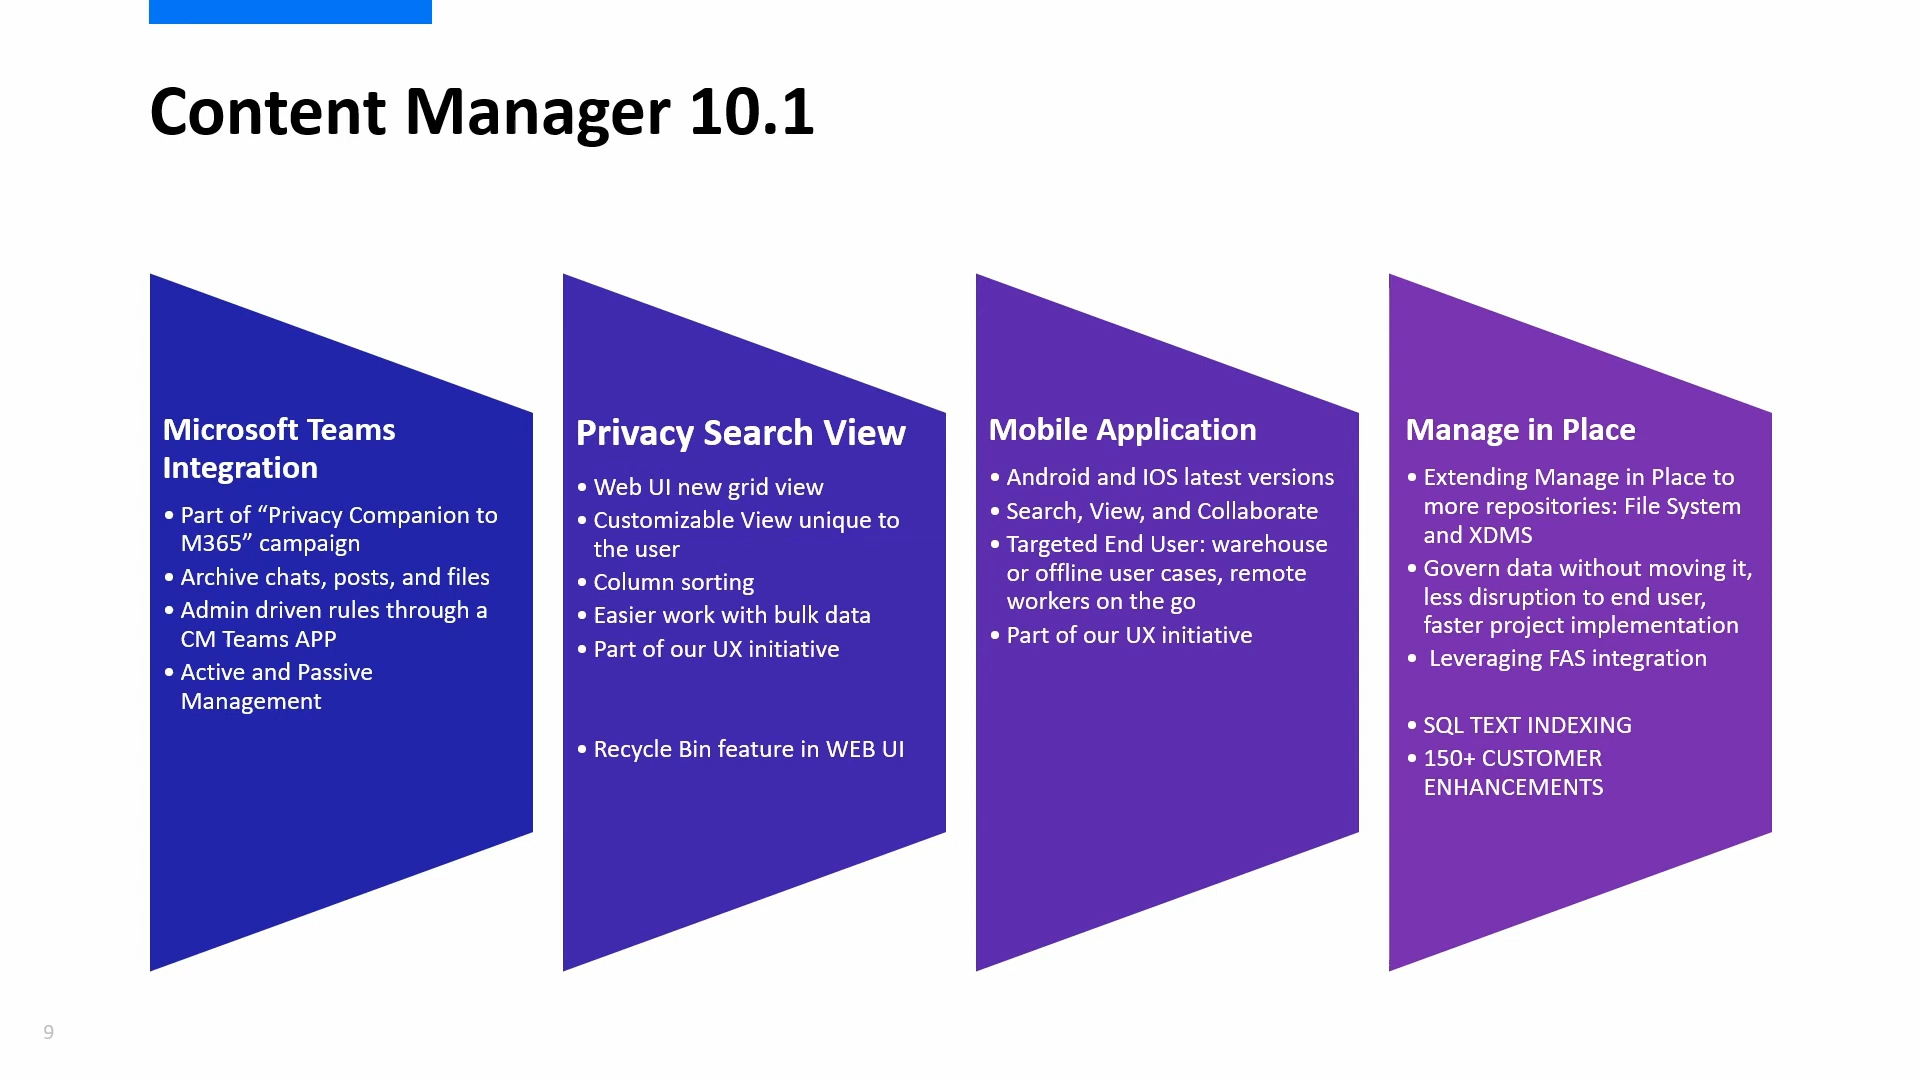 Content Manager 10.1
Microsoft Teams
Integration
• Part of “Privacy Companion to
M365” campaign
• Archive chats, posts, and files
• Admin driven rules through a
CM Teams APP
• Active and Passive
Management
Privacy Search View
• Web UI new grid view
• Customizable View unique to
the user
• Column sorting
• Easier work with bulk data
• Part of our UX initiative
• Recycle Bin feature in WEB UI
Mobile Application
• Android and IOS latest versions
• Search, View, and Collaborate
• Targeted End User: warehouse
or offline user cases, remote
workers on the go
• Part of our UX initiative
Manage in Place
• Extending Manage in Place to
more repositories: File System
and XDMS
• Govern data without moving it,
less disruption to end user,
faster project implementation
• Leveraging FAS integration
• SQL TEXT INDEXING
• 150+ CUSTOMER
ENHANCEMENTS
9